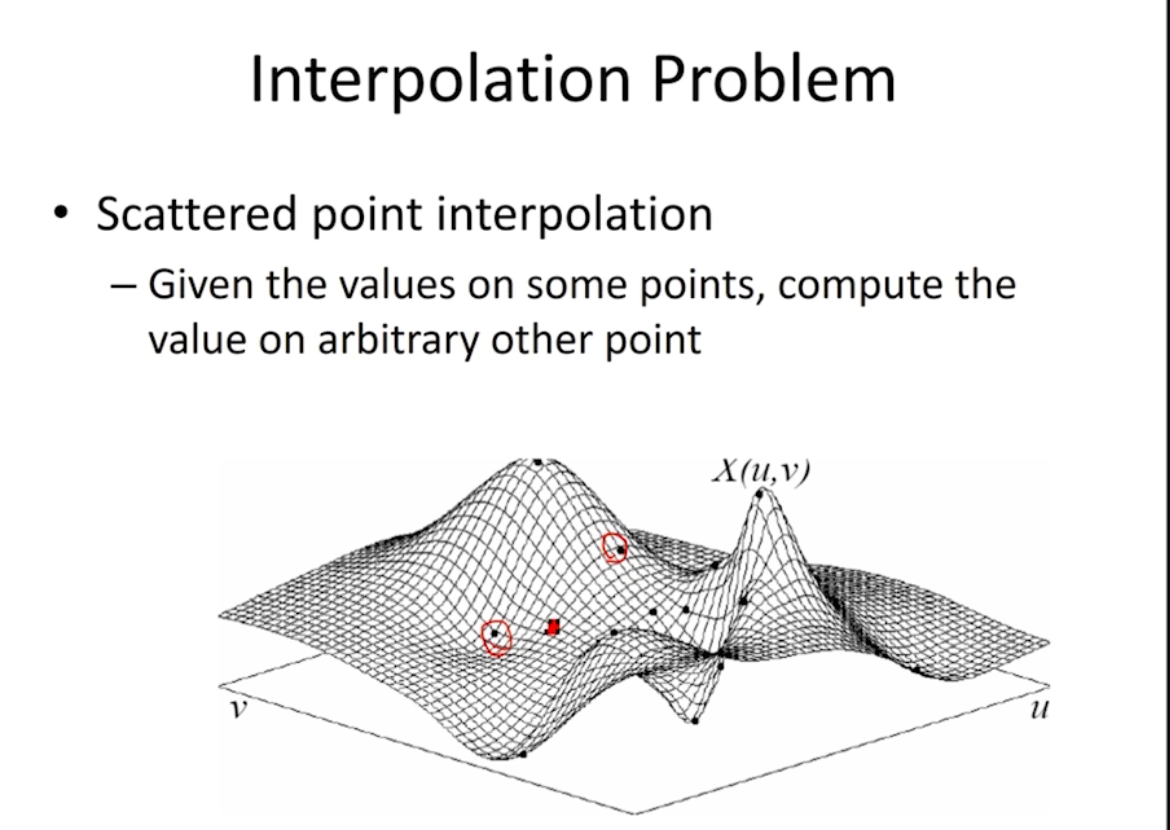 Interpolation Problem
• Scattered point interpolation
– Given the values on some points, compute the
value on arbitrary other point
X(u,v)
v
u